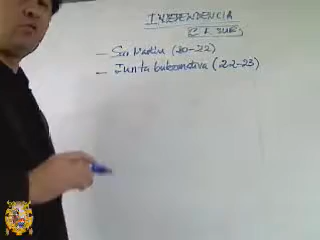 INDEPENDENCIA
- San Martín (20-22)
- Junta Gubernativa (22-23)